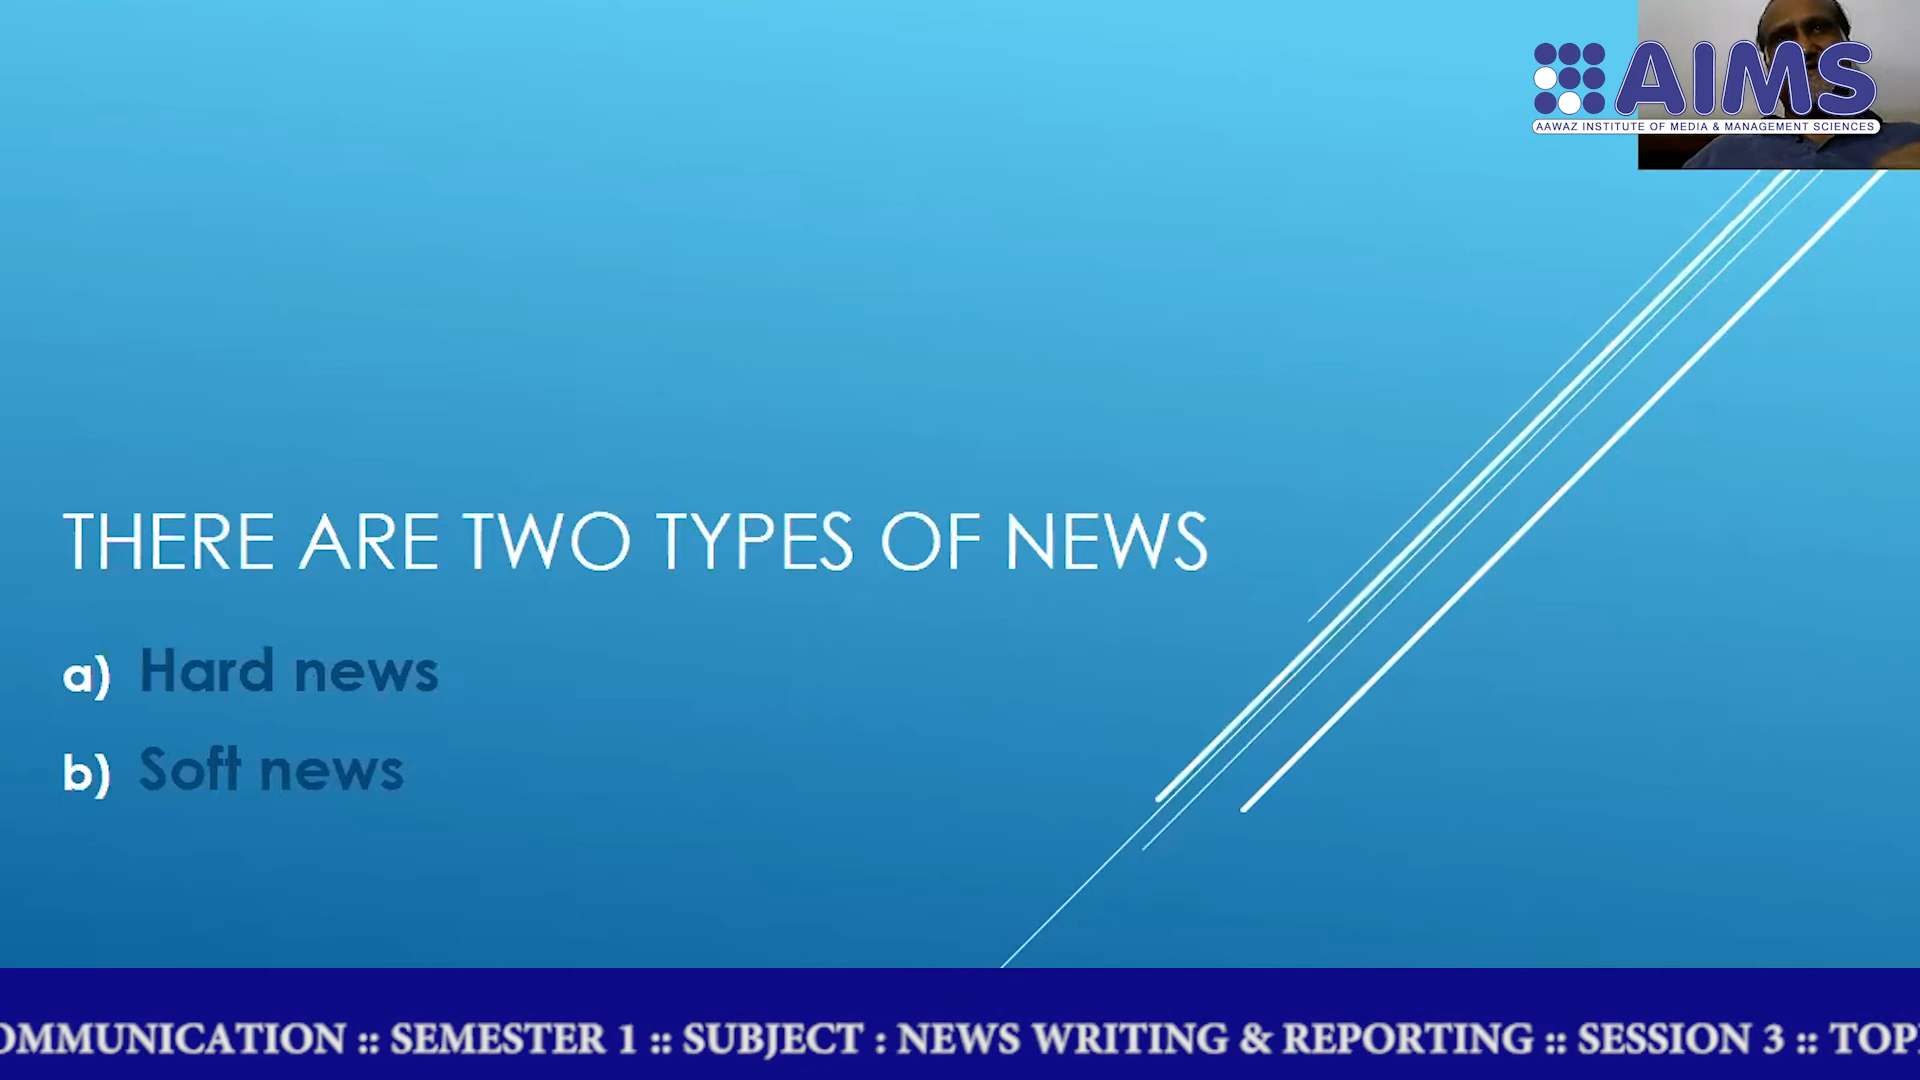 AIMS
AAWAZ INSTITUTE OF MEDIA & MANAGEMENT SCIENCES
THERE ARE TWO TYPES OF NEWS
a) Hard news
b) Soft news
OMMUNICATION :: SEMESTER 1 :: SUBJECT : NEWS WRITING & REPORTING :: SESSION 3 :: TOP